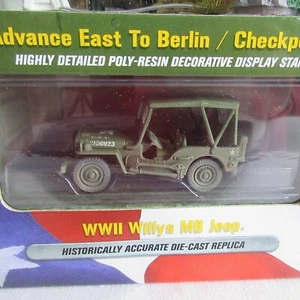 Advance East To Berlin / Checkpo
HIGHLY DETAILED POLY-RESIN DECORATIVE DISPLAY STA
WWII Willys MB Jeep.
HISTORICALLY ACCURATE DIE-CAST REPLICA